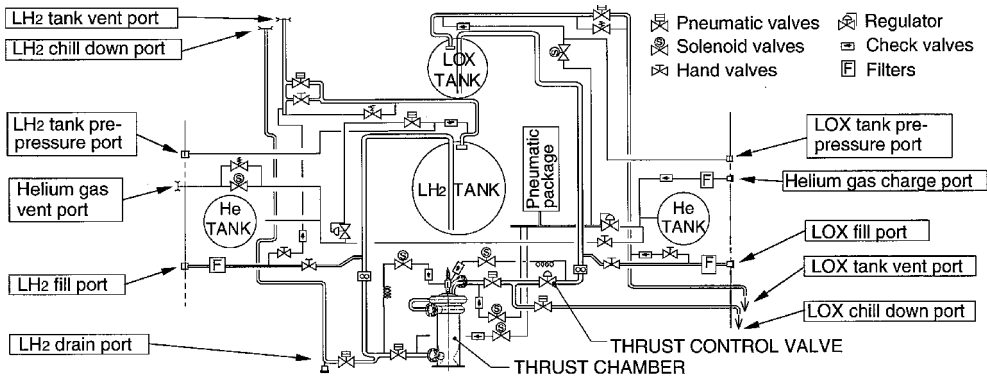 LH2 tank vent port
LH2 chill down port
LH2 tank pre-
pressure port
Helium gas
vent port
LH2 fill port
LH2 drain port
LOX
TANK
LH2 TANK
He
TANK
Pneumatic
package
He
TANK
Pneumatic valves
Solenoid valves
Hand valves
Regulator
Check valves
F Filters
LOX tank pre-
pressure port
Helium gas charge port
LOX fill port
LOX tank vent port
LOX chill down port
THRUST CONTROL VALVE
THRUST CHAMBER
F
F
F
S
S
S
S
S
S
S